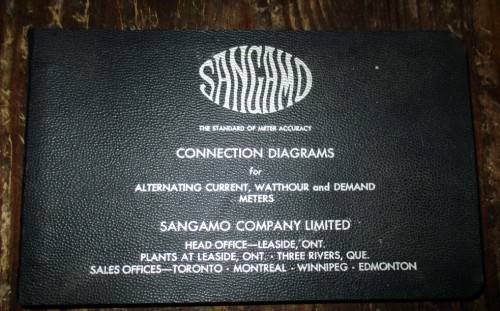 SANGAMO
THE STANDARD OF METER ACCURACY
CONNECTION DIAGRAMS
for
ALTERNATING CURRENT, WATTHOUR and DEMAND
METERS
SANGAMO COMPANY LIMITED
HEAD OFFICE—LEASIDE, ONT.
PLANTS AT LEASIDE, ONT. · THREE RIVERS, QUE.
SALES OFFICES—TORONTO · MONTREAL · WINNIPEG · EDMONTON